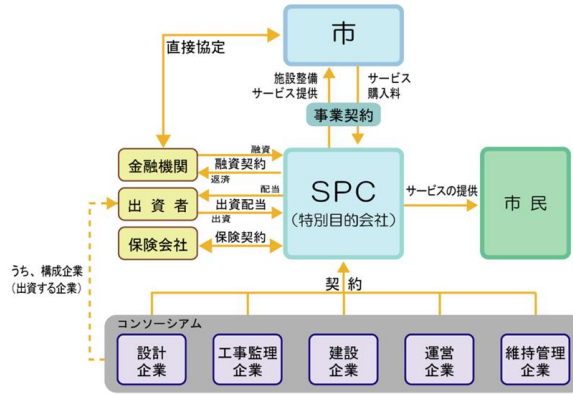 市
直接協定
施設整備
サービス提供
サービス
購入料
事業契約
金融機関
融資
融資契約
返済
出資者
配当
出資配当
出資
保険会社
保険契約
SPC
（特別目的会社）
サービスの提供
市民
うち、構成企業
（出資する企業）
契約
コンソーシアム
設計
企業
工事監理
企業
建設
企業
運営
企業
維持管理
企業